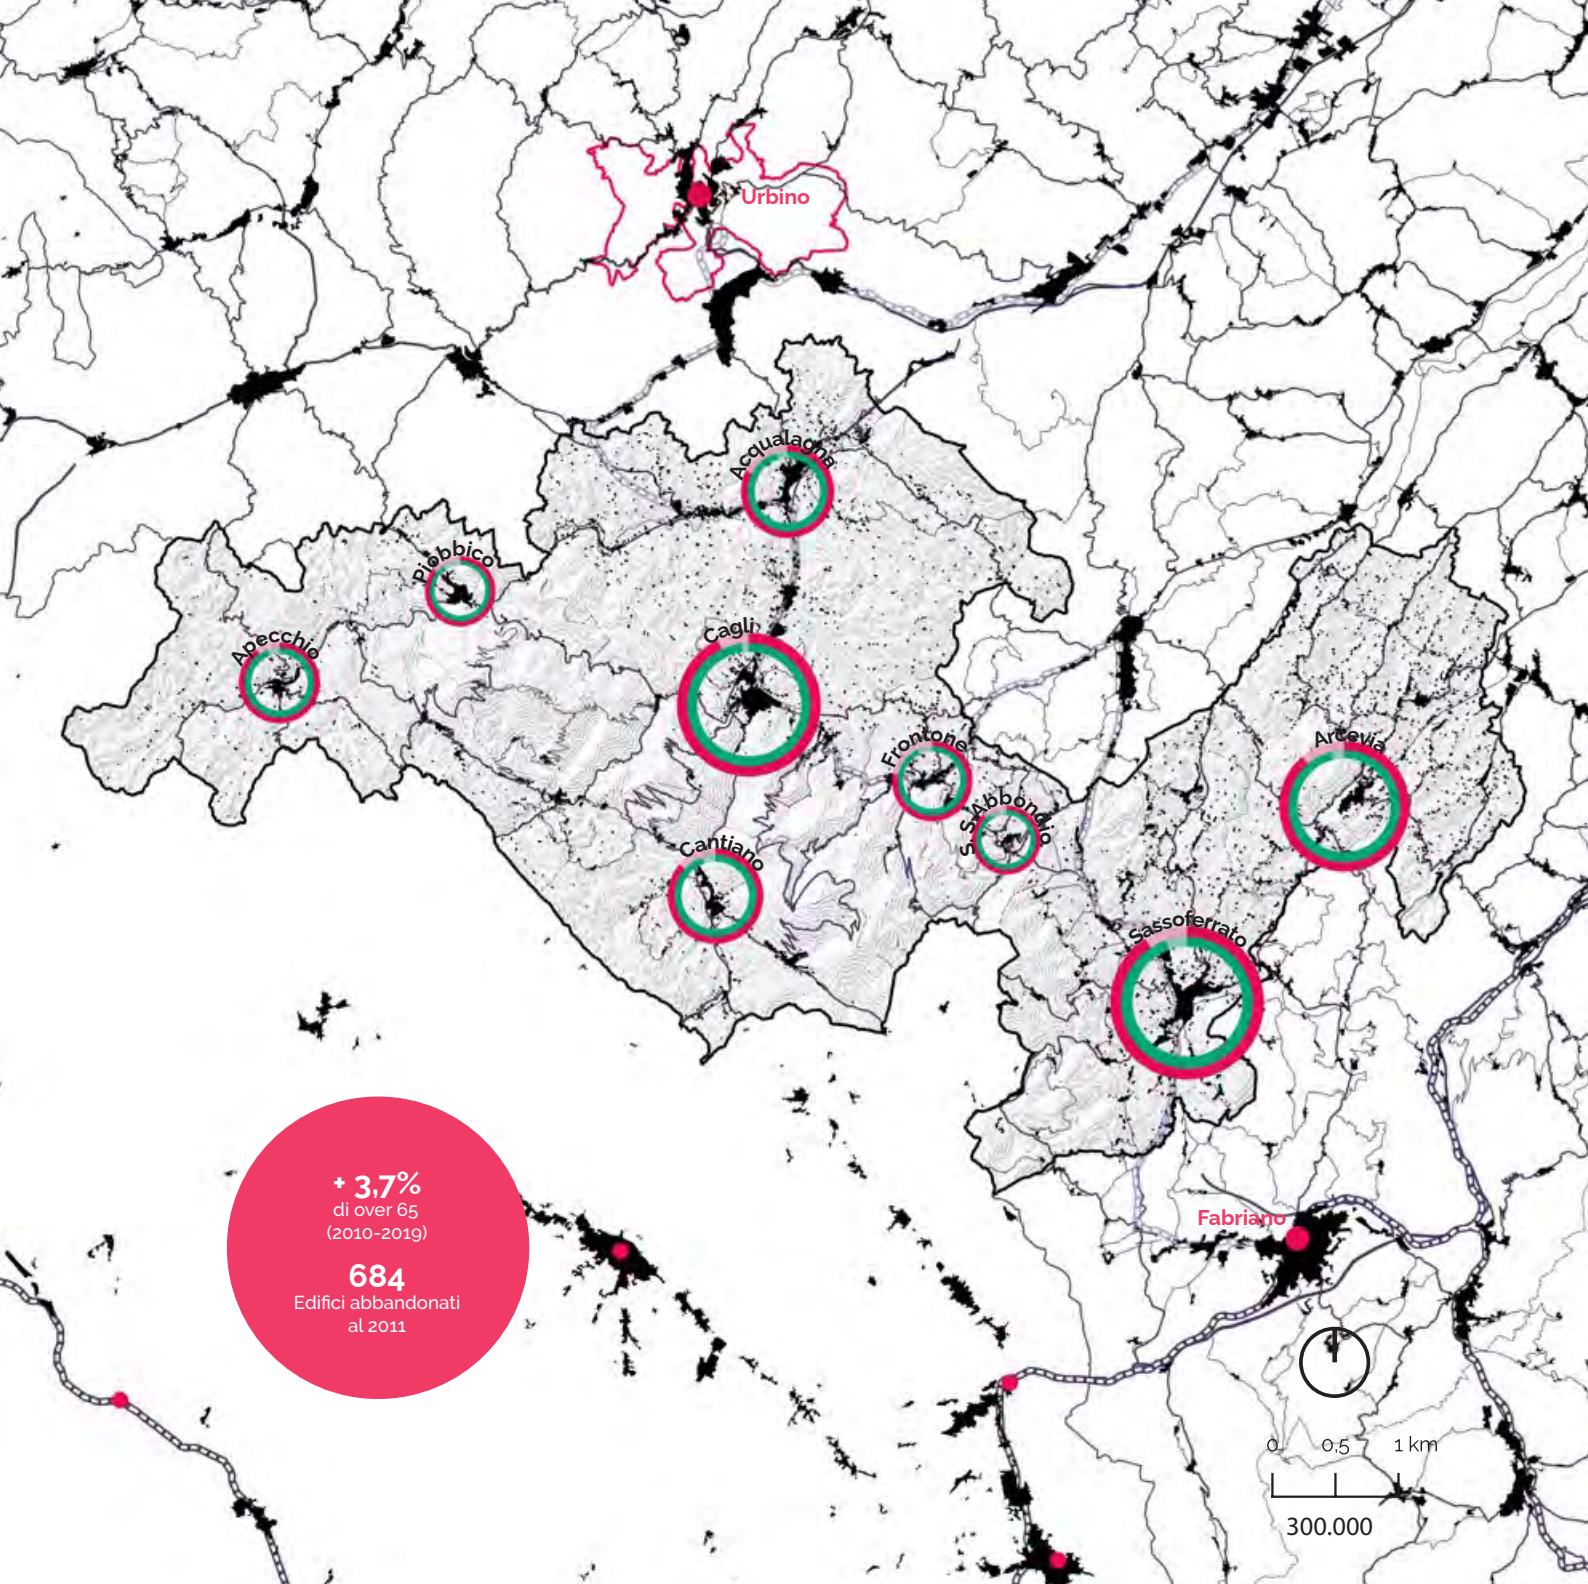 Urbino
Acqualagna
Piobbico
Apecchio
Cagli
Frontone
S. S.Abbondio
Arcevia
Cantiano
Sassoferrato
Fabriano
+ 3,7%
di over 65
(2010-2019)
684
Edifici abbandonati
al 2011
0 0,5 1 km
300.000